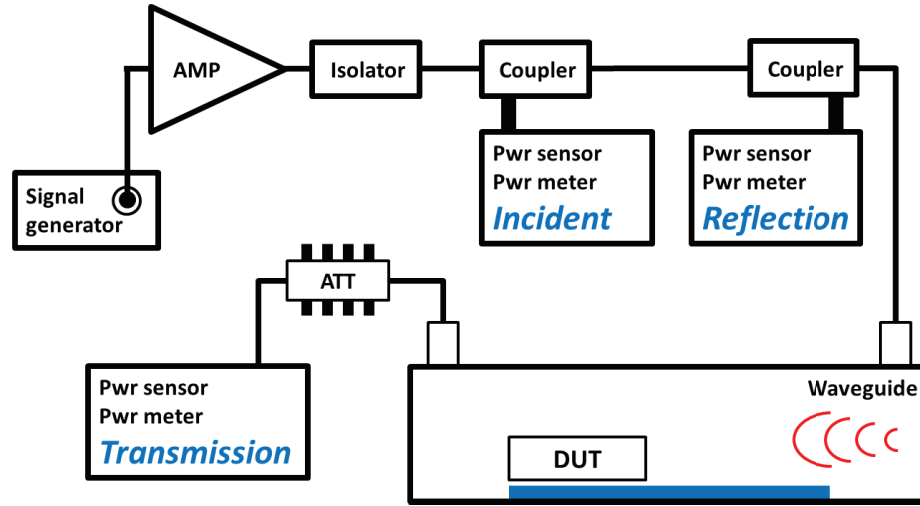 AMP
Isolator
Coupler
Coupler
Pwr sensor
Pwr meter
Incident
Pwr sensor
Pwr meter
Reflection
Signal
generator
ATT
Pwr sensor
Pwr meter
Transmission
Waveguide
DUT